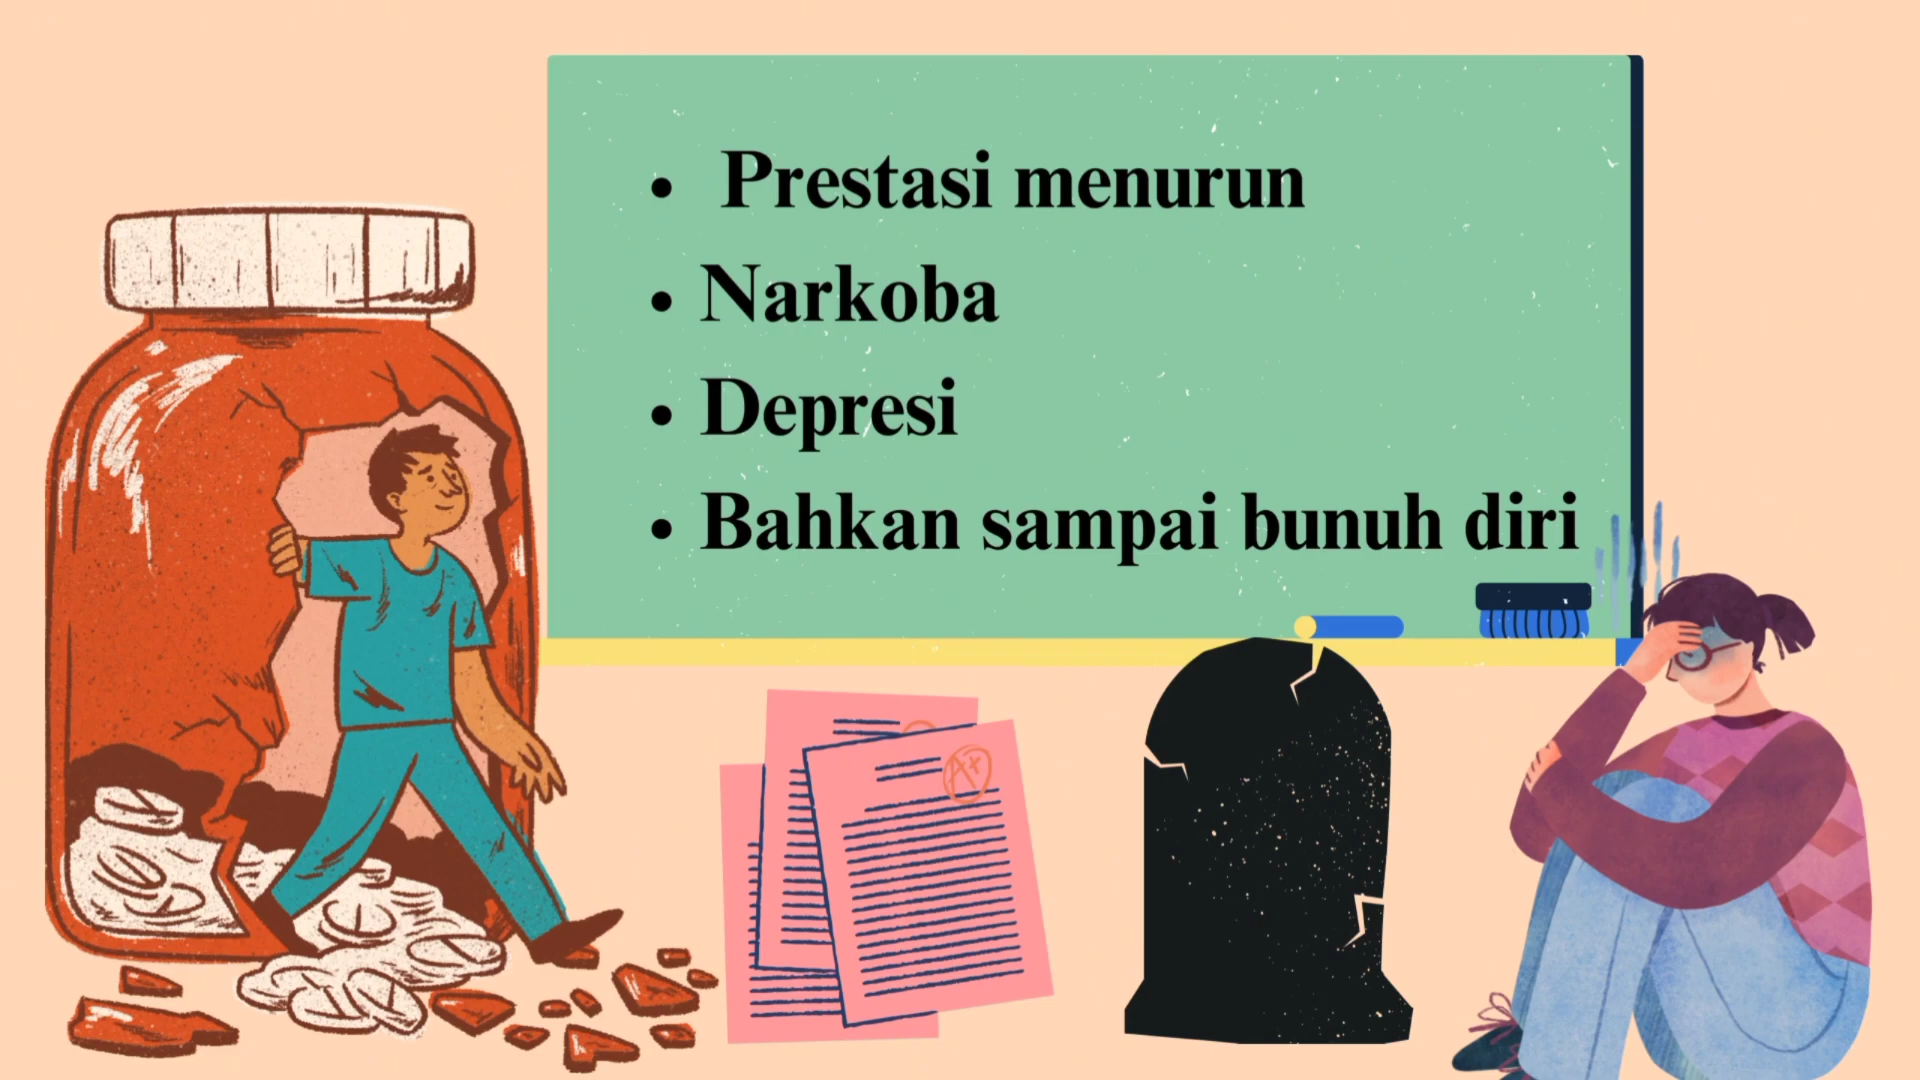 • Prestasi menurun
• Narkoba
• Depresi
• Bahkan sampai bunuh diri
A+